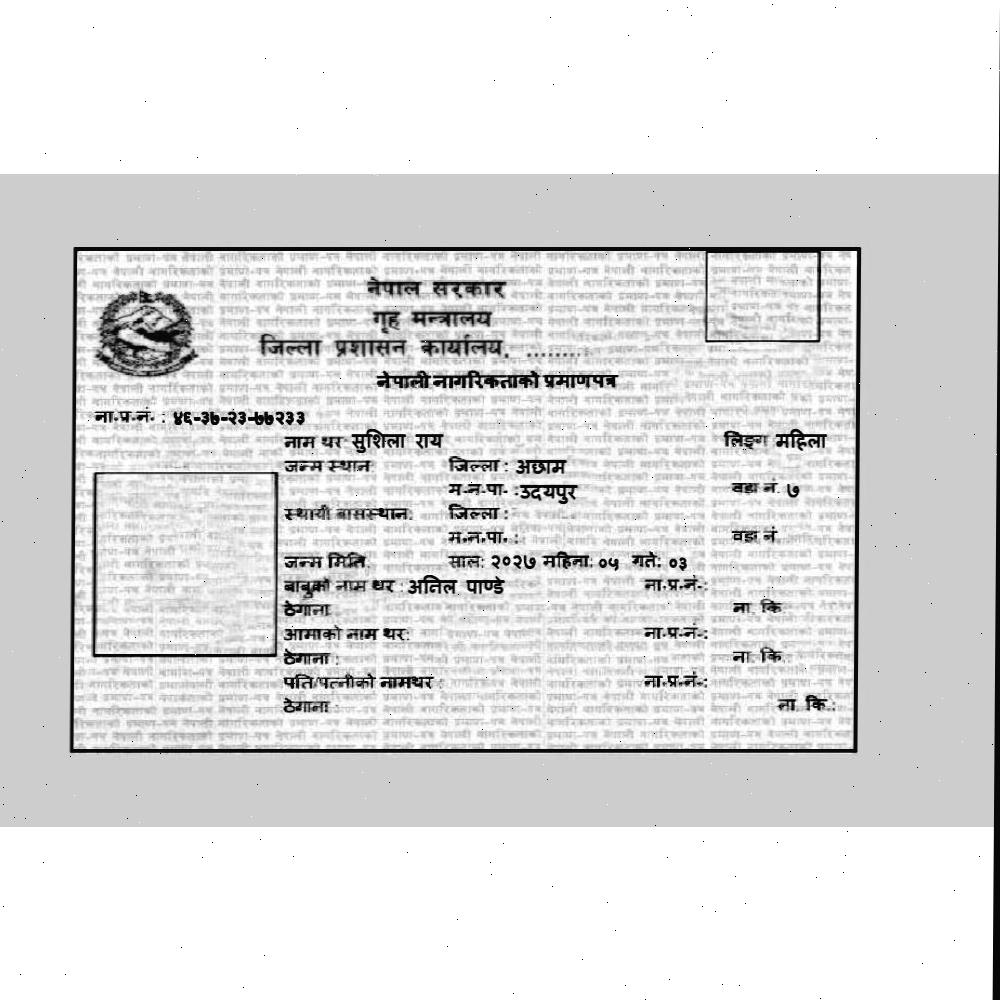 नेपाल सरकार
गृह मन्त्रालय
जिल्ला प्रशासन कार्यालय, .........
नेपाली नागरिकताको प्रमाणपत्र
ना.प्र.नं. : ४६-३७-२३-७७२३३
नाम थर: सुशिला राय लिङ्ग महिला
जन्म स्थान: जिल्ला : अछाम
म.न.पा. :उदयपुर वडा नं. ७
स्थायी बासस्थान: जिल्ला :
म.न.पा. : वडा नं.
जन्म मिति: साल: २०२७ महिना: ०५ गते: ०३
बाबुको नाम थर : अतिल पाण्डे ना.प्र.नं.:
ठेगाना ना. कि.
आमाको नाम थर: ना.प्र.नं.:
ठेगाना : ना. कि.
पति/पत्नीको नामथर : ना.प्र.नं.:
ठेगाना : ना. कि.: